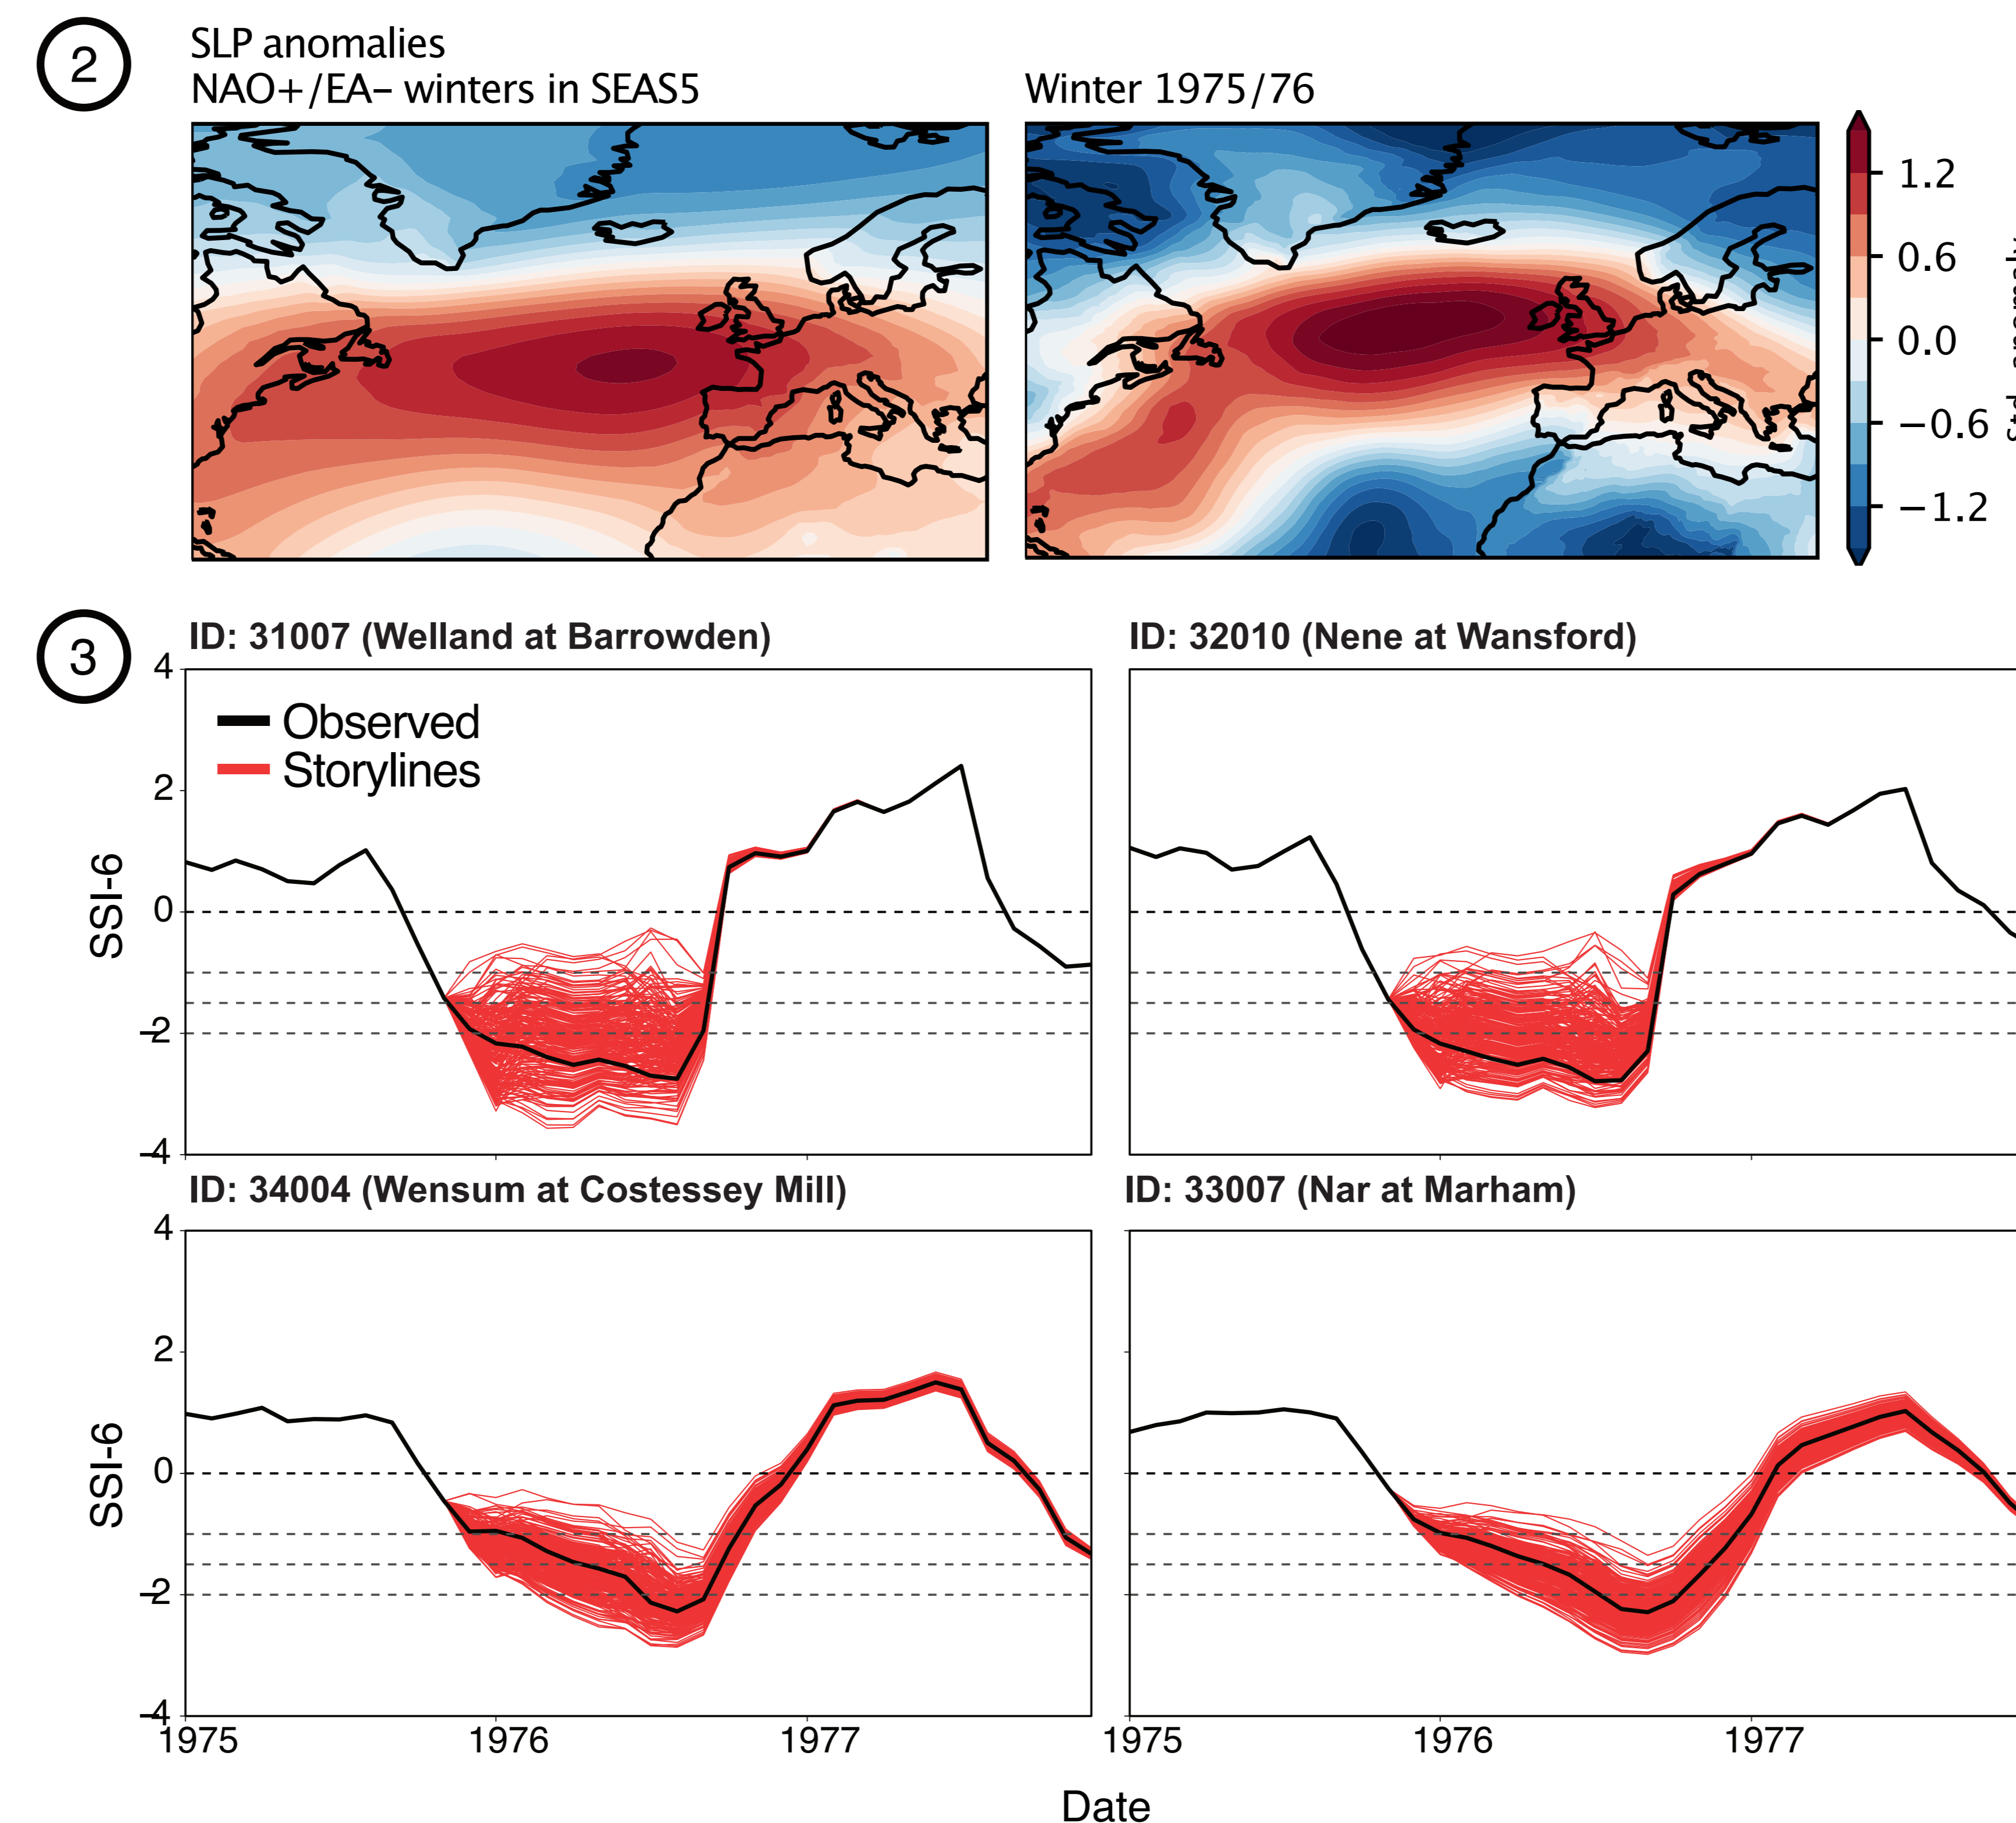 2
SLP anomalies
NAO+/EA− winters in SEAS5
Winter 1975/76
1.2
0.6
0.0
−0.6
−1.2
3
ID: 31007 (Welland at Barrowden)
ID: 32010 (Nene at Wansford)
4
2
0
−2
−4
SSI-6
Observed
Storylines
ID: 34004 (Wensum at Costessey Mill)
ID: 33007 (Nar at Marham)
4
2
0
−2
−4
SSI-6
1975
1976
1977
1975
1976
1977
Date